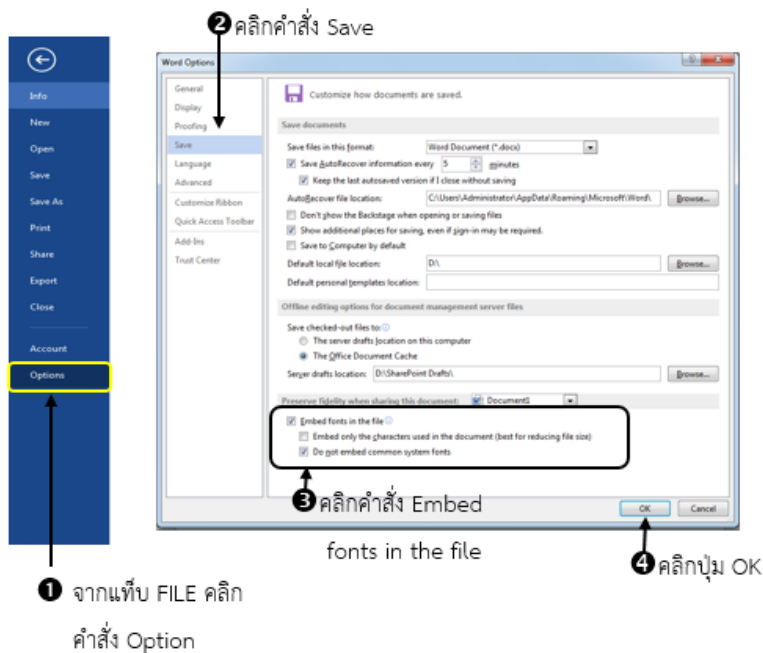 ❷คลิกคำสั่ง Save
Info
New
Open
Save
Save As
Print
Share
Export
Close
Account
Options
Word Options
General
Display
Proofing
Save
Language
Advanced
Customize Ribbon
Quick Access Toolbar
Add-Ins
Trust Center
Customize how documents are saved.
Save documents
Save files in this format: Word Document (*.docx)
Save AutoRecover information every 5 minutes
Keep the last autosaved version if I close without saving
AutoRecover file location: C:\Users\Administrator\AppData\Roaming\Microsoft\Word\ Browse...
Don't show the Backstage when opening or saving files
Show additional places for saving, even if sign-in may be required.
Save to Computer by default
Default local file location: D:\ Browse...
Default personal templates location:
Offline editing options for document management server files
Save checked-out files to:
The server drafts location on this computer
The Office Document Cache
Server drafts location: D:\SharePoint Drafts\ Browse...
Preserve fidelity when sharing this document: Document1
Embed fonts in the file
Embed only the characters used in the document (best for reducing file size)
Do not embed common system fonts
OK Cancel
❸คลิกคำสั่ง Embed
fonts in the file
❹คลิกปุ่ม OK
❶ จากแท็บ FILE คลิก
คำสั่ง Option